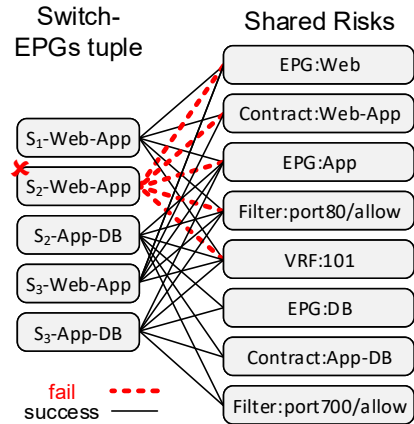 Switch-
EPGs tuple
Shared Risks
S₁-Web-App
S₂-Web-App
S₂-App-DB
S₃-Web-App
S₃-App-DB
EPG:Web
Contract:Web-App
EPG:App
Filter:port80/allow
VRF:101
EPG:DB
Contract:App-DB
Filter:port700/allow
fail
success